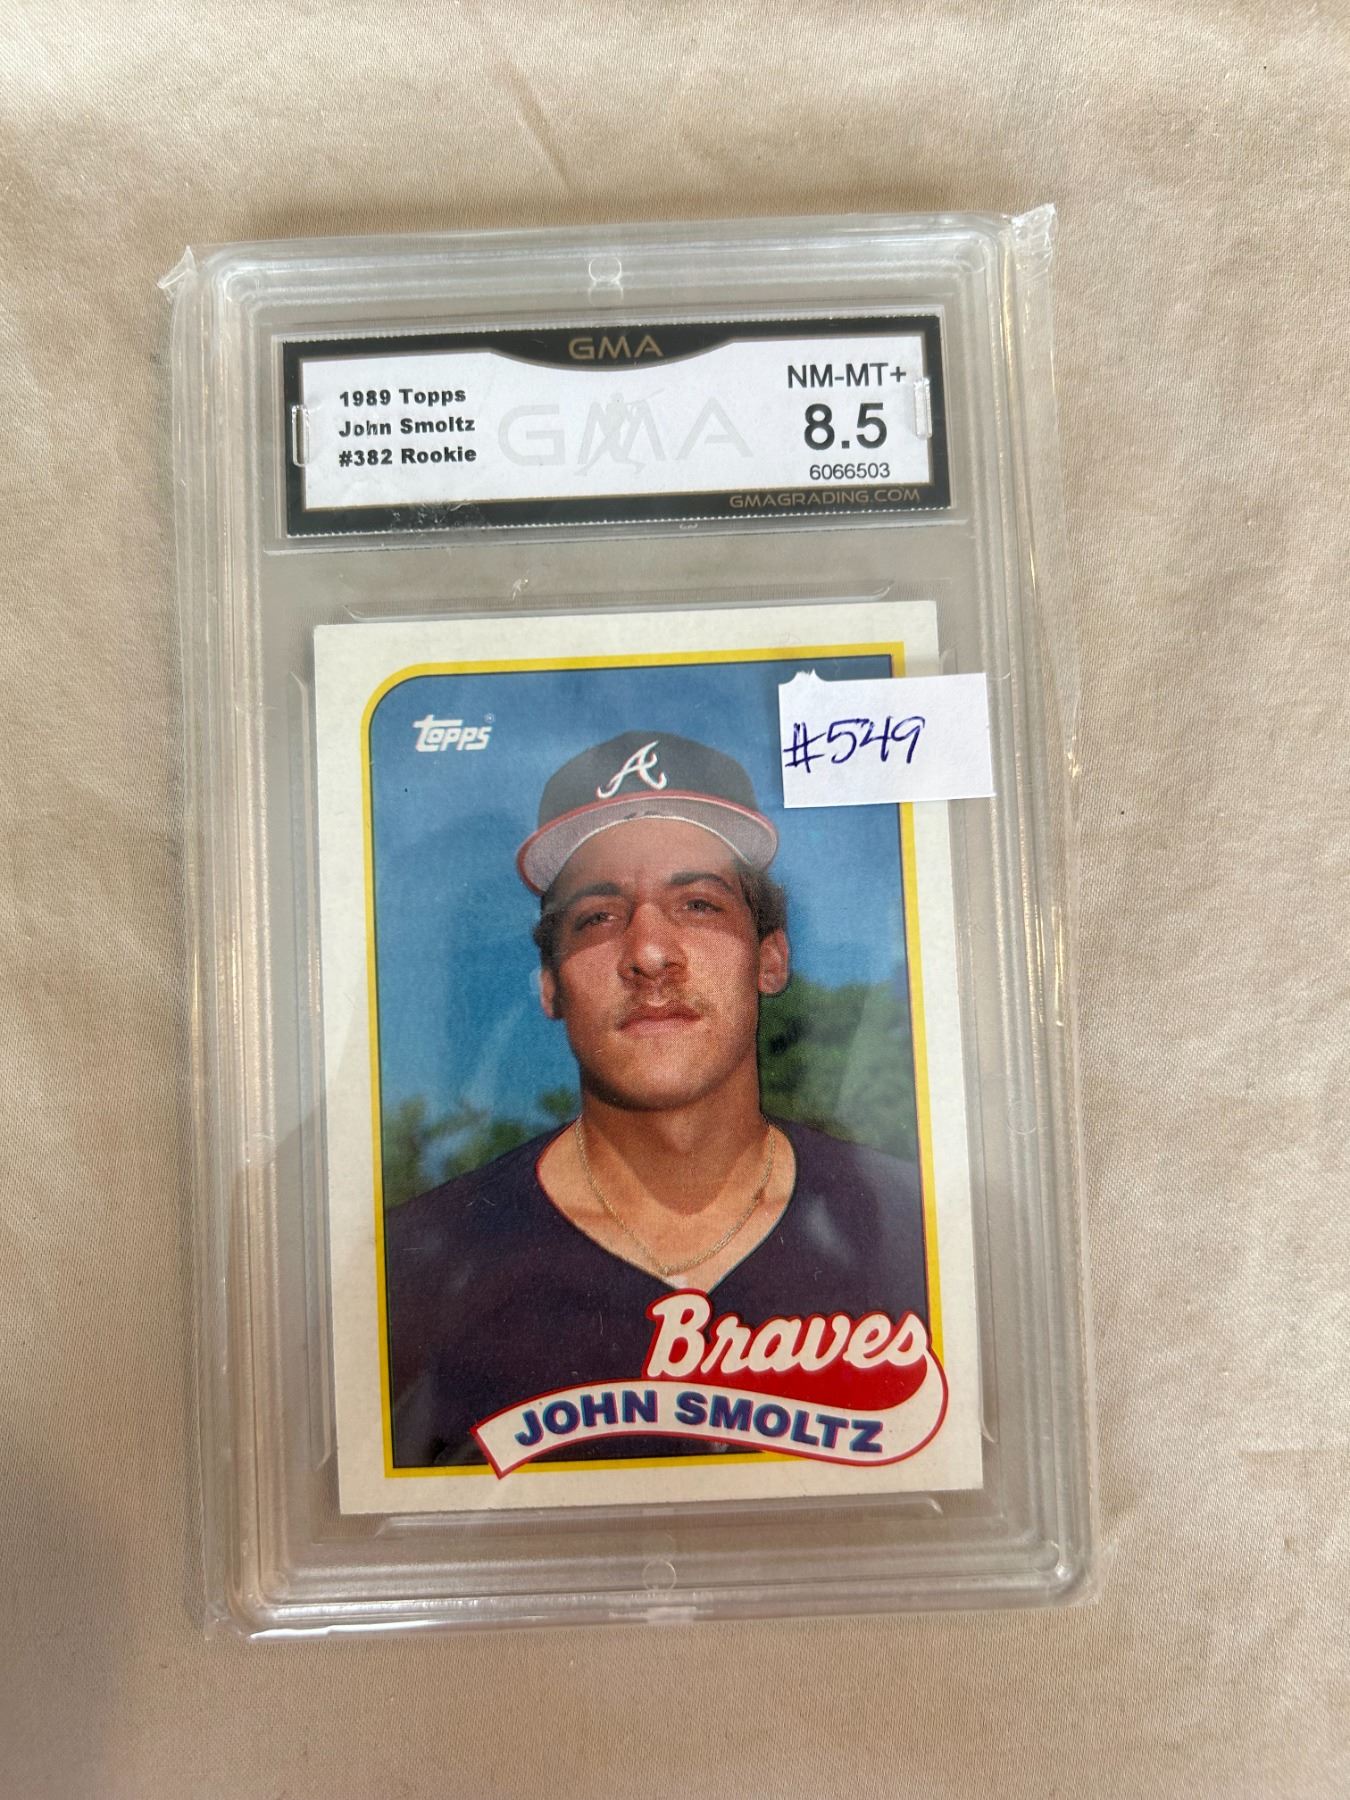 GMA
1989 Topps
John Smoltz
#382 Rookie
GMA
NM-MT+
8.5
6066503
GMAGRADING.COM
Topps
#549
A
Braves
JOHN SMOLTZ